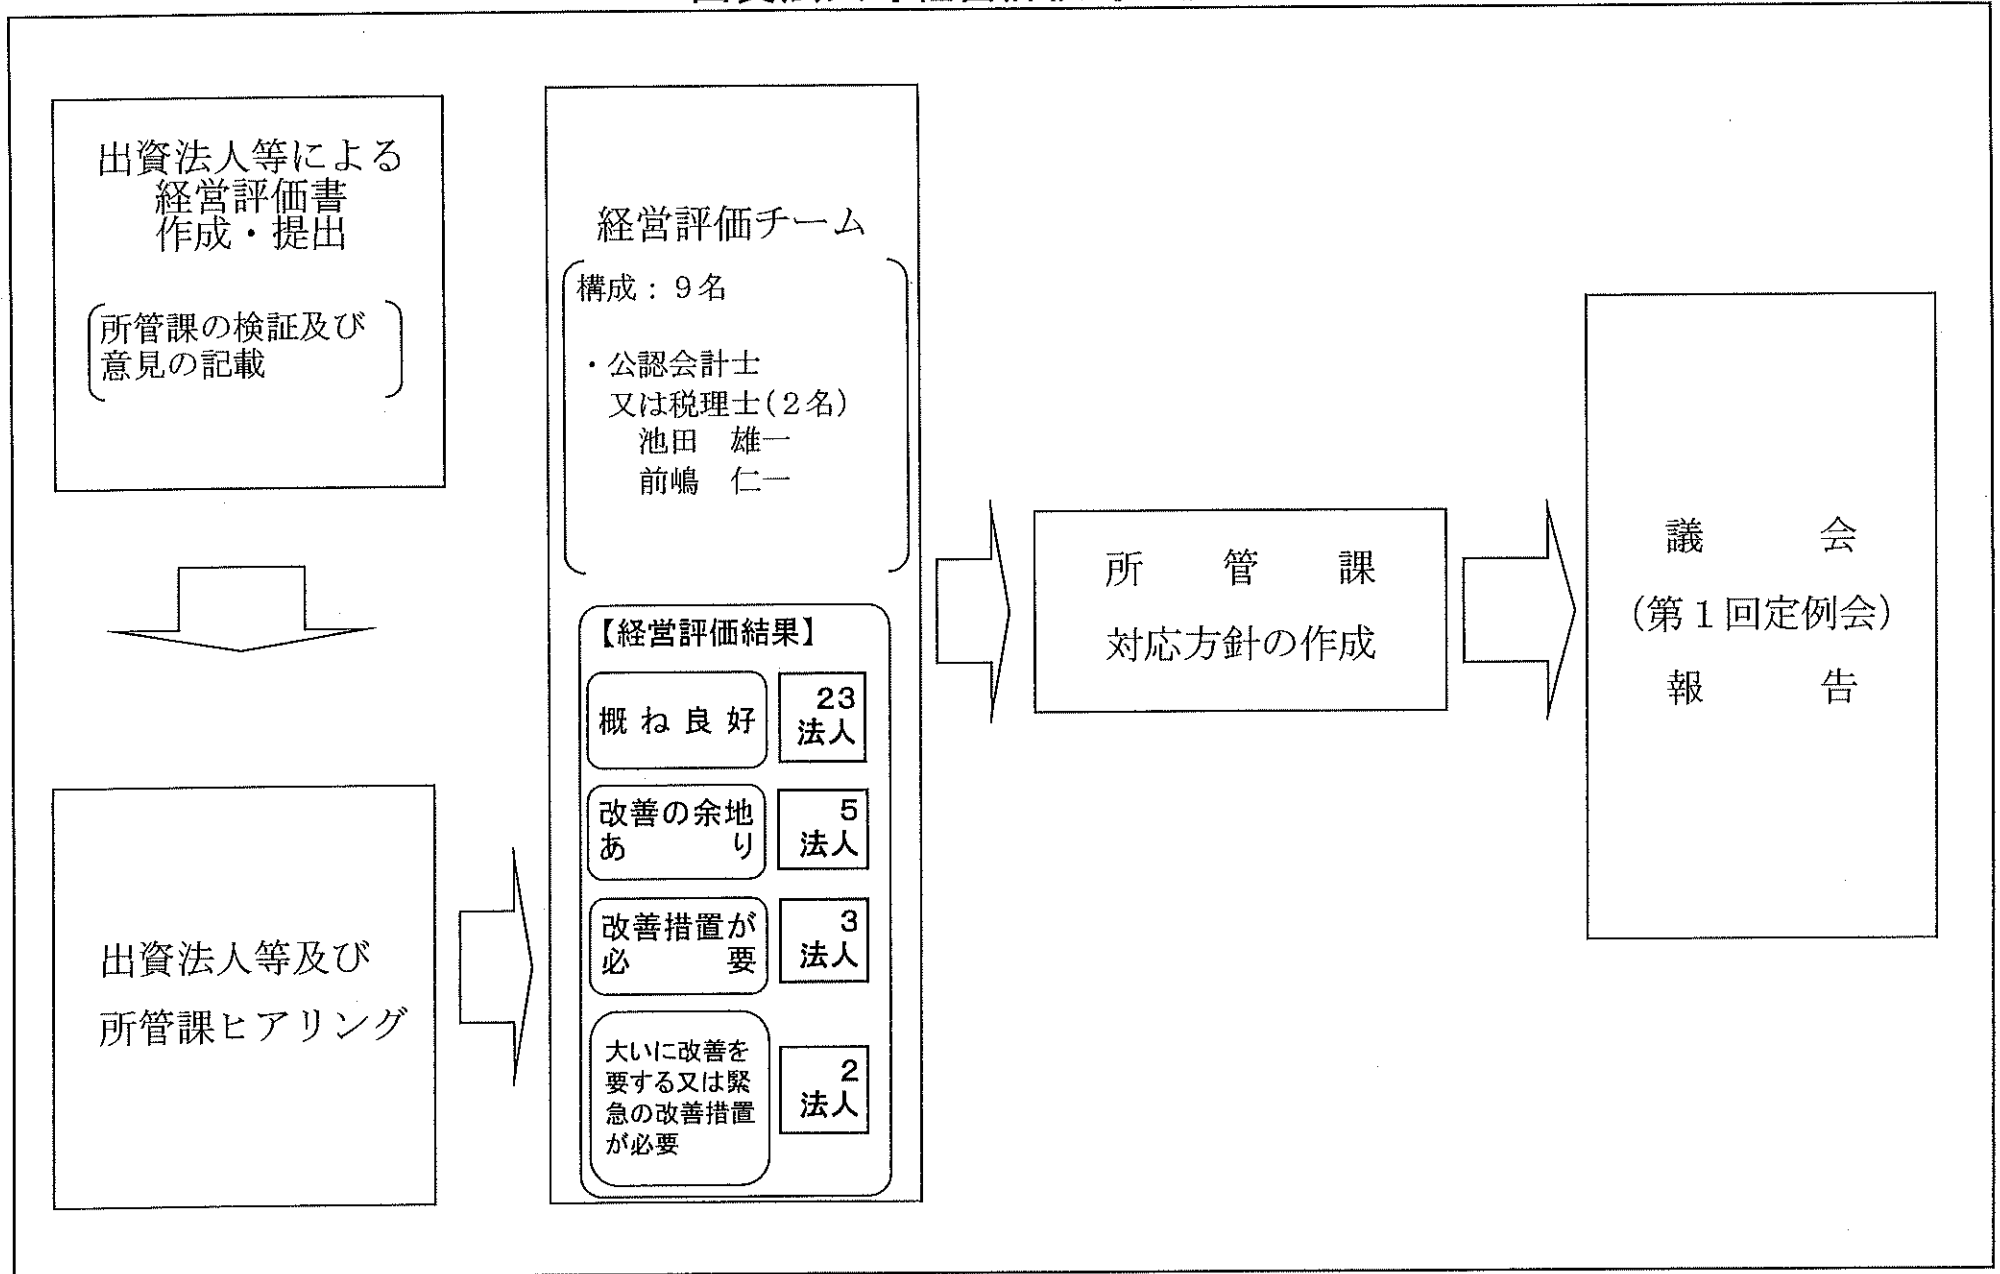 出資法人等による
経営評価書
作成・提出
所管課の検証及び
意見の記載
出資法人等及び
所管課ヒアリング
経営評価チーム
構成：９名
・公認会計士
又は税理士(２名)
池田　雄一
前嶋　仁一
【経営評価結果】
概ね良好
23
法人
改善の余地
あり
5
法人
改善措置が
必要
3
法人
大いに改善を
要する又は緊
急の改善措置
が必要
2
法人
所管課
対応方針の作成
議会
(第１回定例会)
報告